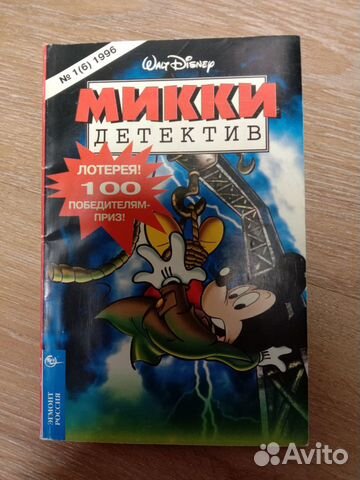 № 1(6) 1996
WALT DISNEY
МИККИ
ДЕТЕКТИВ
ЛОТЕРЕЯ!
100
ПОБЕДИТЕЛЯМ-
ПРИЗ!
ЭГМОНТ
РОССИЯ
Avito